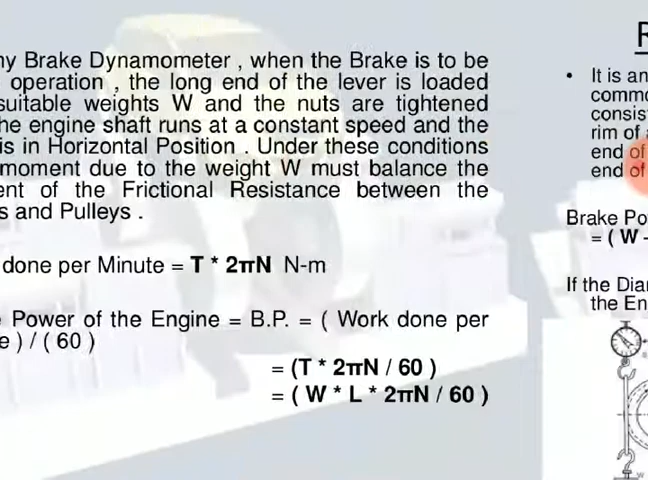 ny Brake Dynamometer , when the Brake is to be
operation , the long end of the lever is loaded
suitable weights W and the nuts are tightened
he engine shaft runs at a constant speed and the
is in Horizontal Position . Under these conditions
moment due to the weight W must balance the
ent of the Frictional Resistance between the
s and Pulleys .
done per Minute = T * 2πN N-m
e Power of the Engine = B.P. = ( Work done per
e ) / ( 60 )
= (T * 2πN / 60 )
= ( W * L * 2πN / 60 )
R
• It is an
commo
consist
rim of a
end of
end of
Brake Po
= ( W -
If the Dia
the En
W